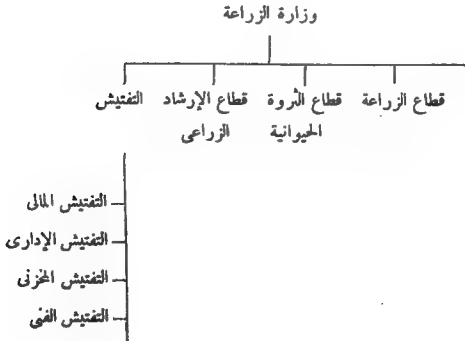 وزارة الزراعة
قطاع الزراعة
قطاع الثروة الحيوانية
قطاع الإرشاد الزراعى
التفتيش
التفتيش المالى
التفتيش الإدارى
التفتيش المخزنى
التفتيش الفنى